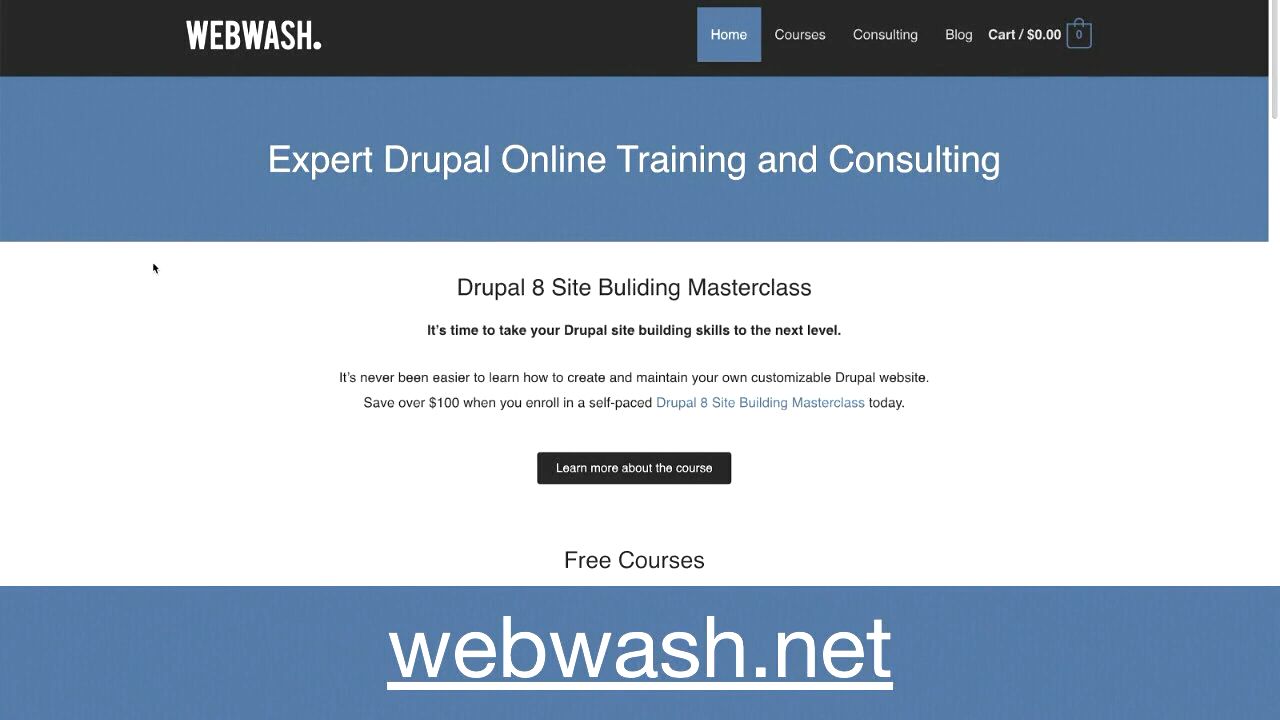 WEBWASH.
Home Courses Consulting Blog Cart / $0.00 0
Expert Drupal Online Training and Consulting
Drupal 8 Site Buliding Masterclass
It's time to take your Drupal site building skills to the next level.
It's never been easier to learn how to create and maintain your own customizable Drupal website.
Save over $100 when you enroll in a self-paced Drupal 8 Site Building Masterclass today.
Learn more about the course
Free Courses
webwash.net